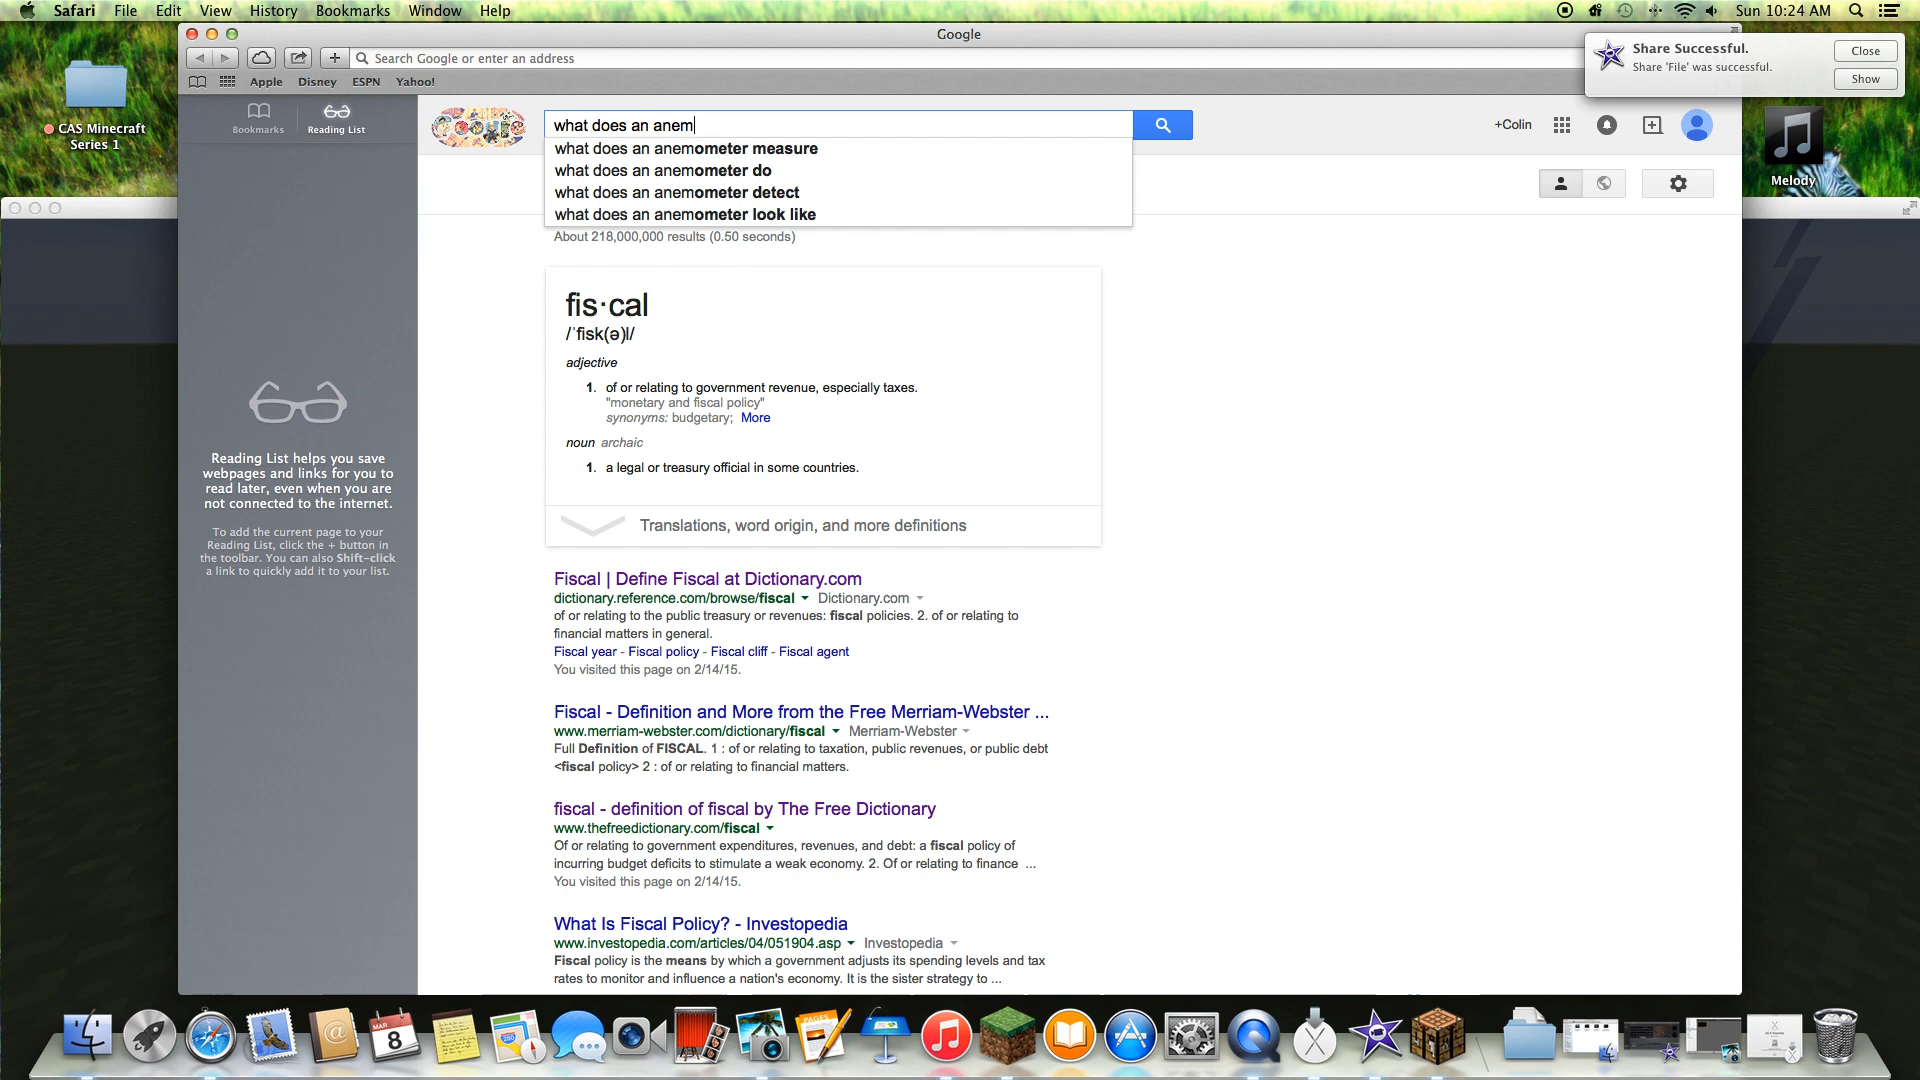 Safari File Edit View History Bookmarks Window Help
Sun 10:24 AM
Google
Search Google or enter an address
Apple Disney ESPN Yahoo!
Share Successful.
Share 'File' was successful.
Close
Show
CAS Minecraft
Series 1
Melody
Bookmarks
Reading List
Reading List helps you save
webpages and links for you to
read later, even when you are
not connected to the internet.
To add the current page to your
Reading List, click the + button in
the toolbar. You can also Shift-click
a link to quickly add it to your list.
what does an anem
+Colin
what does an anemometer measure
what does an anemometer do
what does an anemometer detect
what does an anemometer look like
About 218,000,000 results (0.50 seconds)
fis·cal
/ˈfisk(ə)l/
adjective
1. of or relating to government revenue, especially taxes.
"monetary and fiscal policy"
synonyms: budgetary; More
noun archaic
1. a legal or treasury official in some countries.
Translations, word origin, and more definitions
Fiscal | Define Fiscal at Dictionary.com
dictionary.reference.com/browse/fiscal Dictionary.com
of or relating to the public treasury or revenues: fiscal policies. 2. of or relating to
financial matters in general.
Fiscal year - Fiscal policy - Fiscal cliff - Fiscal agent
You visited this page on 2/14/15.
Fiscal - Definition and More from the Free Merriam-Webster ...
www.merriam-webster.com/dictionary/fiscal Merriam-Webster
Full Definition of FISCAL. 1 : of or relating to taxation, public revenues, or public debt
<fiscal policy> 2 : of or relating to financial matters.
fiscal - definition of fiscal by The Free Dictionary
www.thefreedictionary.com/fiscal
Of or relating to government expenditures, revenues, and debt: a fiscal policy of
incurring budget deficits to stimulate a weak economy. 2. Of or relating to finance ...
You visited this page on 2/14/15.
What Is Fiscal Policy? - Investopedia
www.investopedia.com/articles/04/051904.asp Investopedia
Fiscal policy is the means by which a government adjusts its spending levels and tax
rates to monitor and influence a nation's economy. It is the sister strategy to ...
MAR
8
PAGES